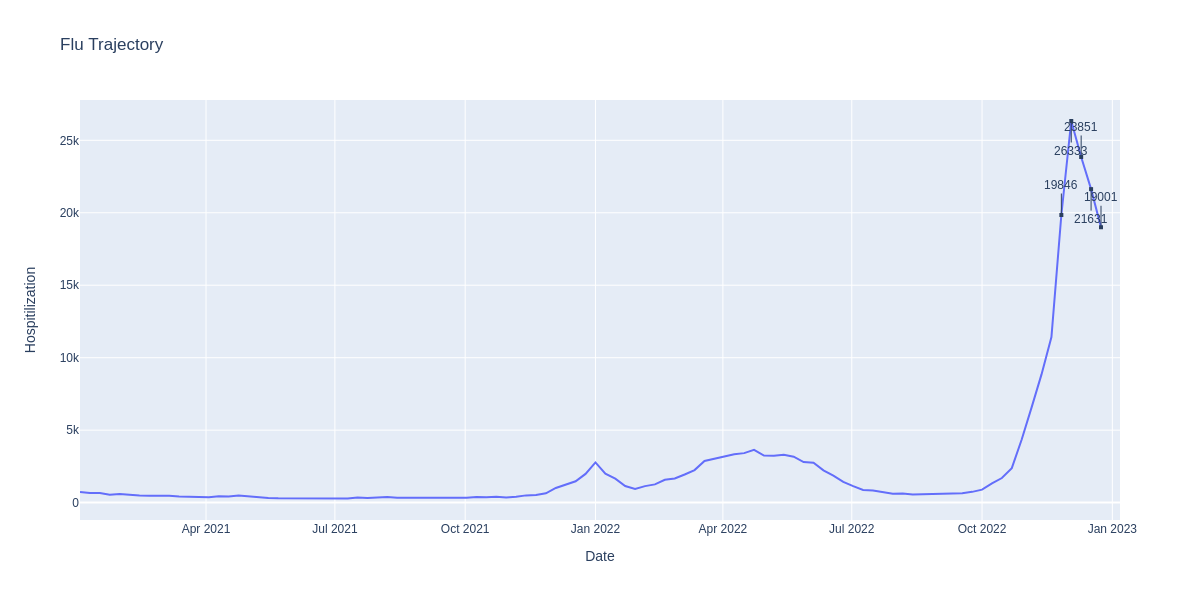 Flu Trajectory
25k
20k
15k
10k
5k
0
Hospitilization
23851
26333
19846
19001
21631
Apr 2021
Jul 2021
Oct 2021
Jan 2022
Apr 2022
Jul 2022
Oct 2022
Jan 2023
Date